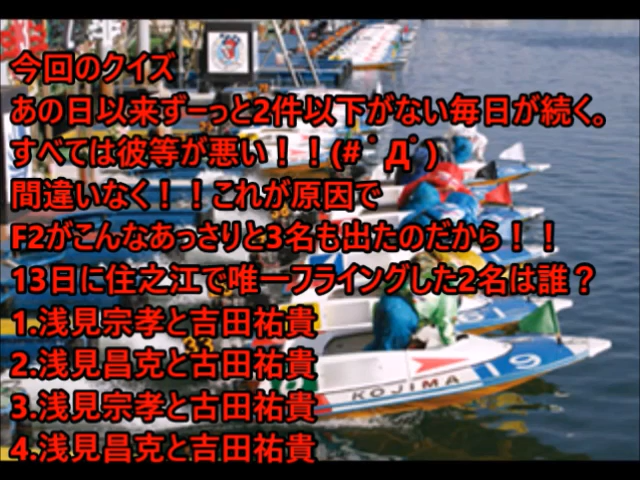 今回のクイズ
あの日以来ずーっと2件以下がない毎日が続く。
すべては彼等が悪い！！(#ﾟДﾟ)
間違いなく！！これが原因で
F2がこんなあっさりと3名も出たのだから！！
13日に住之江で唯一フライングした2名は誰？
1.浅見宗孝と吉田祐貴
2.浅見昌克と古田祐貴
3.浅見宗孝と古田祐貴
4.浅見昌克と吉田祐貴
KOJIMA
19